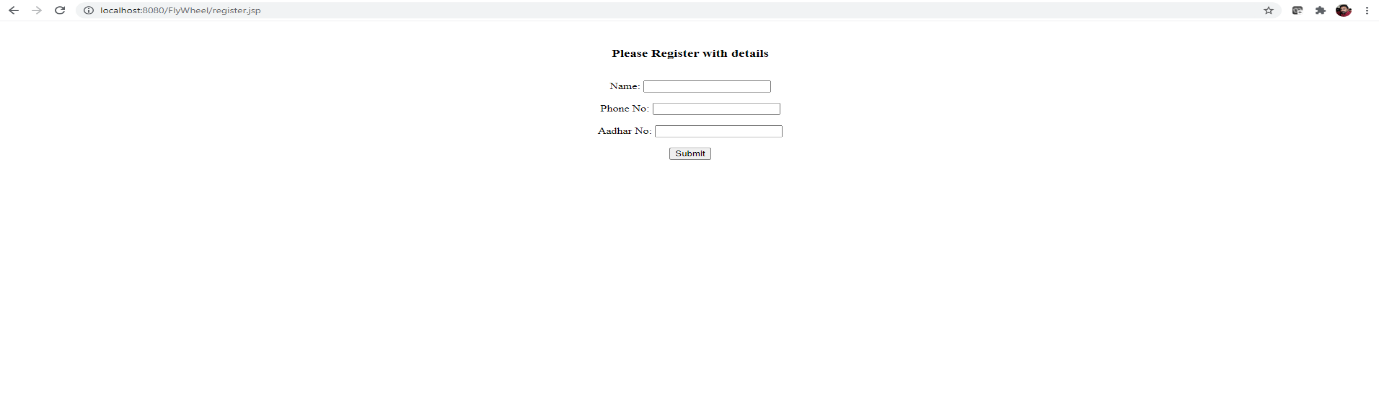 localhost:8080/FlyWheel/register.jsp
Please Register with details
Name:
Phone No:
Aadhar No:
Submit